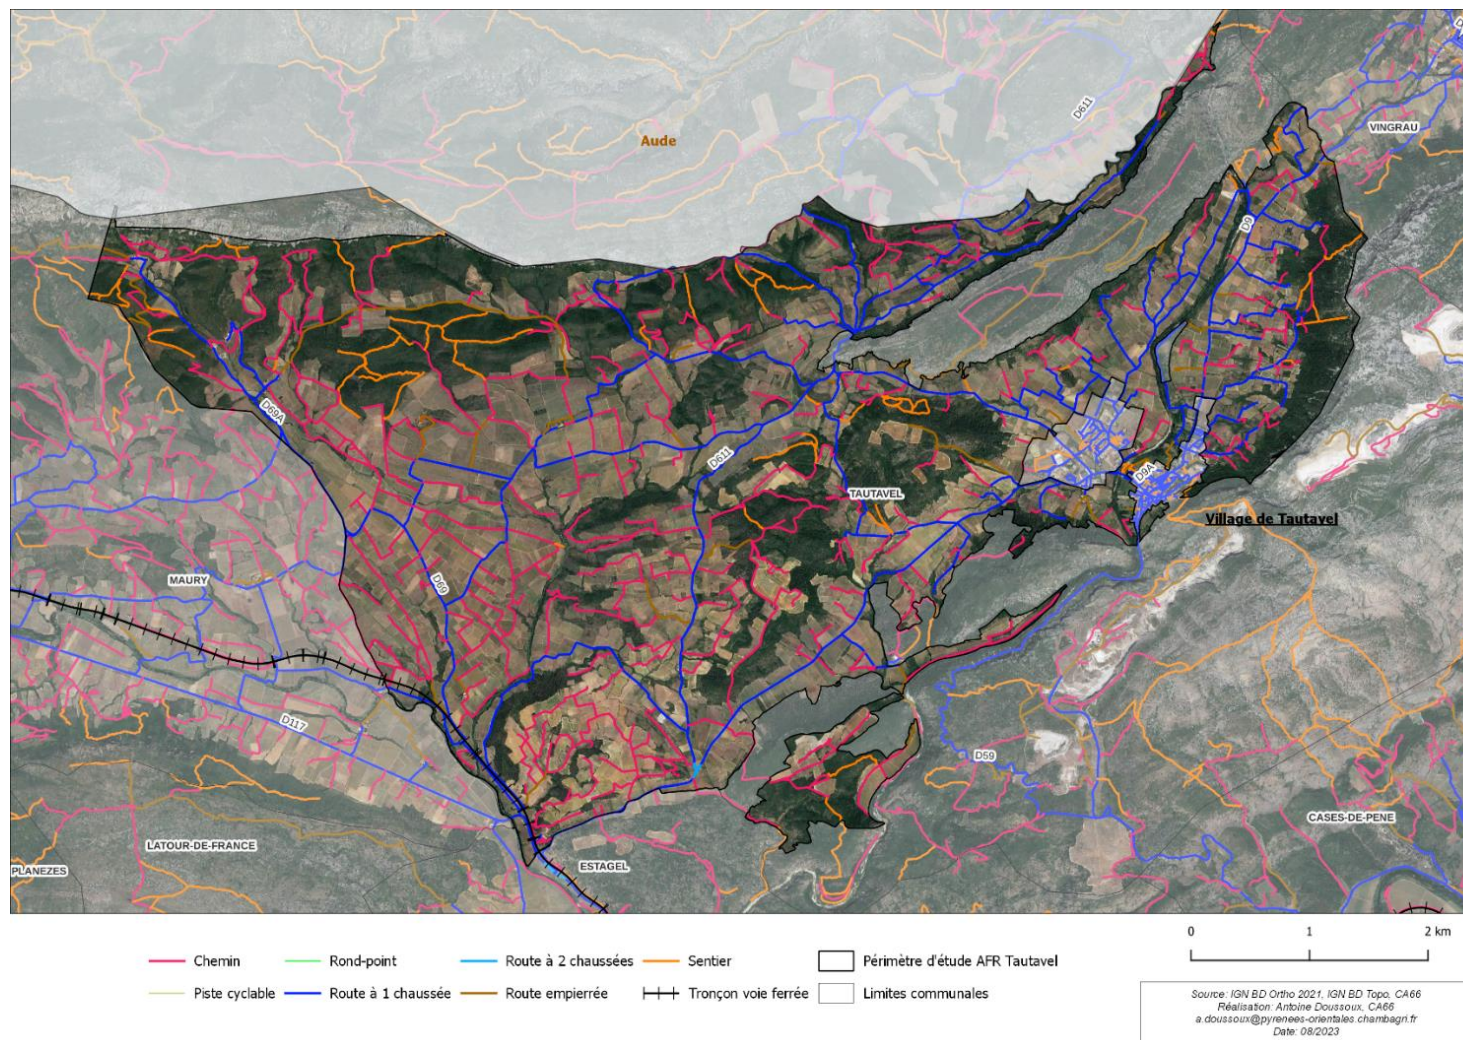 D611
Aude
VINGRAU
D9
D69A
D611
D9A
TAUTAVEL
Village de Tautavel
MAURY
D69
D117
D59
CASES-DE-PENE
LATOUR-DE-FRANCE
ESTAGEL
PLANEZES
0 1 2 km
Chemin Rond-point Route à 2 chaussées Sentier Périmètre d'étude AFR Tautavel
Piste cyclable Route à 1 chaussée Route empierrée Tronçon voie ferrée Limites communales
Source: IGN BD Ortho 2021, IGN BD Topo, CA66
Réalisation: Antoine Doussoux, CA66
a.doussoux@pyrenees-orientales.chambagri.fr
Date: 08/2023